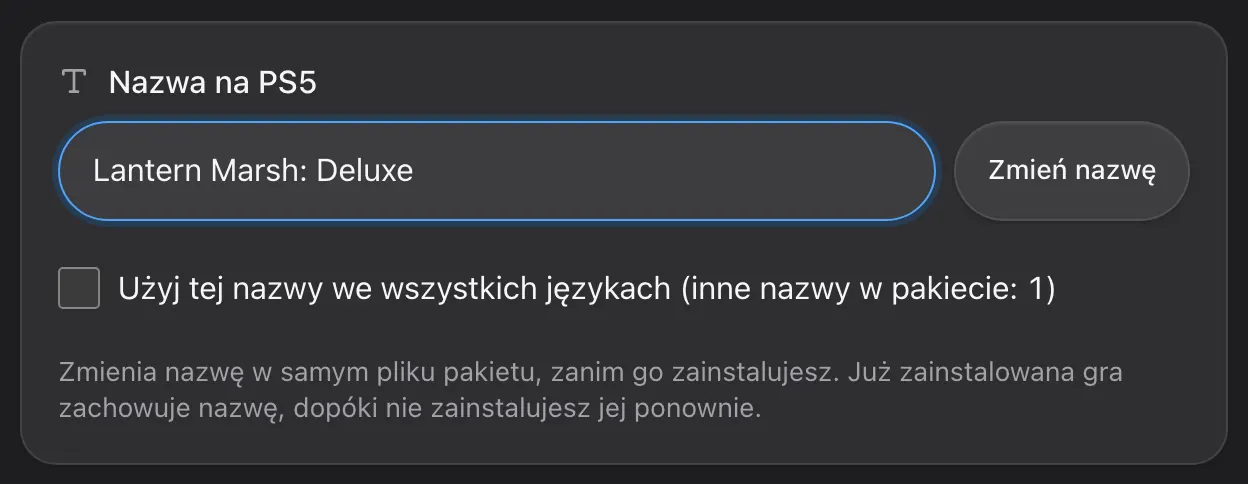 Nazwa na PS5
Lantern Marsh: Deluxe
Zmień nazwę
Użyj tej nazwy we wszystkich językach (inne nazwy w pakiecie: 1)
Zmienia nazwę w samym pliku pakietu, zanim go zainstalujesz. Już zainstalowana gra
zachowuje nazwę, dopóki nie zainstalujesz jej ponownie.